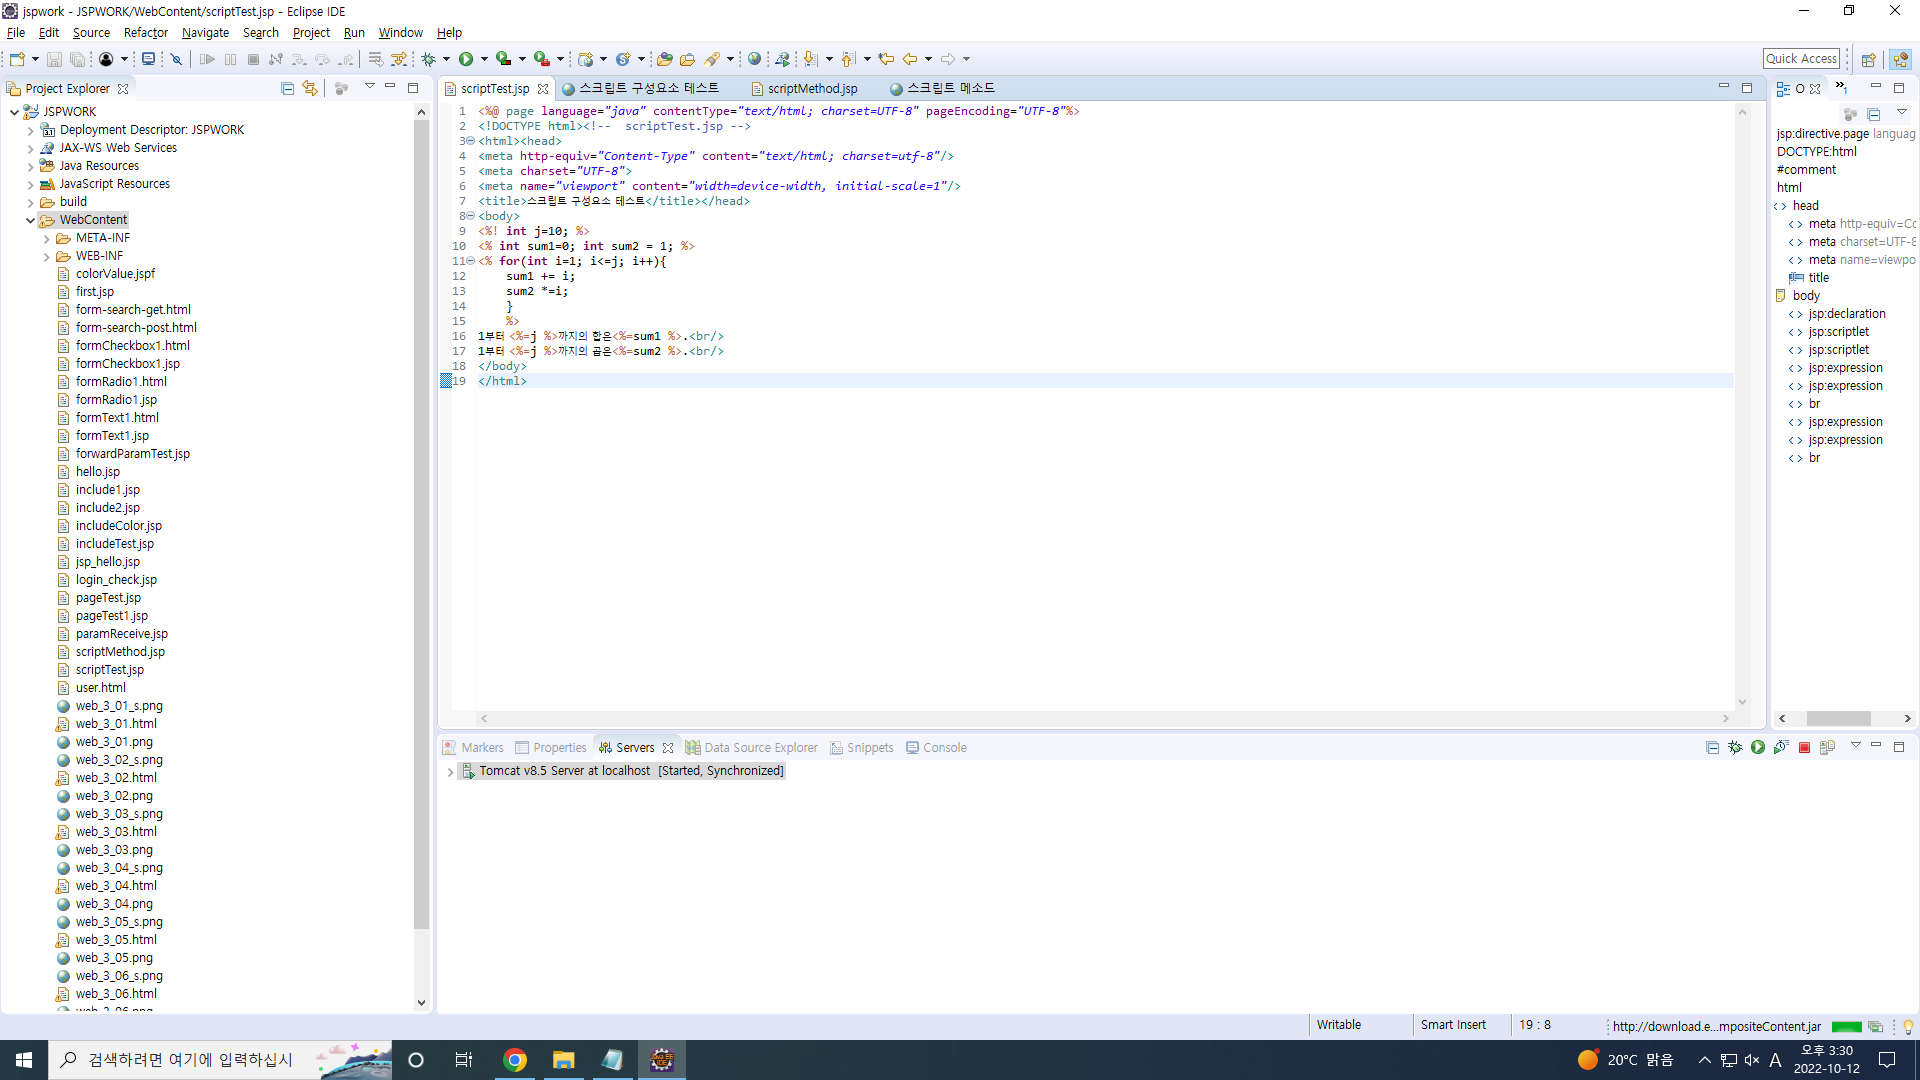 jspwork - JSPWORK/WebContent/scriptTest.jsp - Eclipse IDE
File Edit Source Refactor Navigate Search Project Run Window Help
Quick Access
Project Explorer
JSPWORK
Deployment Descriptor: JSPWORK
JAX-WS Web Services
Java Resources
JavaScript Resources
build
WebContent
META-INF
WEB-INF
colorValue.jspf
first.jsp
form-search-get.html
form-search-post.html
formCheckbox1.html
formCheckbox1.jsp
formRadio1.html
formRadio1.jsp
formText1.html
formText1.jsp
forwardParamTest.jsp
hello.jsp
include1.jsp
include2.jsp
includeColor.jsp
includeTest.jsp
jsp_hello.jsp
login_check.jsp
pageTest.jsp
pageTest1.jsp
paramReceive.jsp
scriptMethod.jsp
scriptTest.jsp
user.html
web_3_01_s.png
web_3_01.html
web_3_01.png
web_3_02_s.png
web_3_02.html
web_3_02.png
web_3_03_s.png
web_3_03.html
web_3_03.png
web_3_04_s.png
web_3_04.html
web_3_04.png
web_3_05_s.png
web_3_05.html
web_3_05.png
web_3_06_s.png
web_3_06.html
scriptTest.jsp 스크립트 구성요소 테스트 scriptMethod.jsp 스크립트 메소드
1 <%@ page language="java" contentType="text/html; charset=UTF-8" pageEncoding="UTF-8"%>
2 <!DOCTYPE html><!--  scriptTest.jsp -->
3 <html><head>
4 <meta http-equiv="Content-Type" content="text/html; charset=utf-8"/>
5 <meta charset="UTF-8">
6 <meta name="viewport" content="width=device-width, initial-scale=1"/>
7 <title>스크립트 구성요소 테스트</title></head>
8 <body>
9 <%! int j=10; %>
10 <% int sum1=0; int sum2 = 1; %>
11 <% for(int i=1; i<=j; i++){
12 sum1 += i;
13 sum2 *=i;
14 }
15 %>
16 1부터 <%=j %>까지의 합은<%=sum1 %>.<br/>
17 1부터 <%=j %>까지의 곱은<%=sum2 %>.<br/>
18 </body>
19 </html>
O 1
jsp:directive.page languag
DOCTYPE:html
#comment
html
head
meta http-equiv=Cc
meta charset=UTF-8
meta name=viewpo
title
body
jsp:declaration
jsp:scriptlet
jsp:scriptlet
jsp:expression
jsp:expression
br
jsp:expression
jsp:expression
br
Markers Properties Servers Data Source Explorer Snippets Console
Tomcat v8.5 Server at localhost [Started, Synchronized]
Writable Smart Insert 19 : 8 http://download.e...mpositeContent.jar
검색하려면 여기에 입력하십시
20°C 맑음 A 오후 3:30
2022-10-12